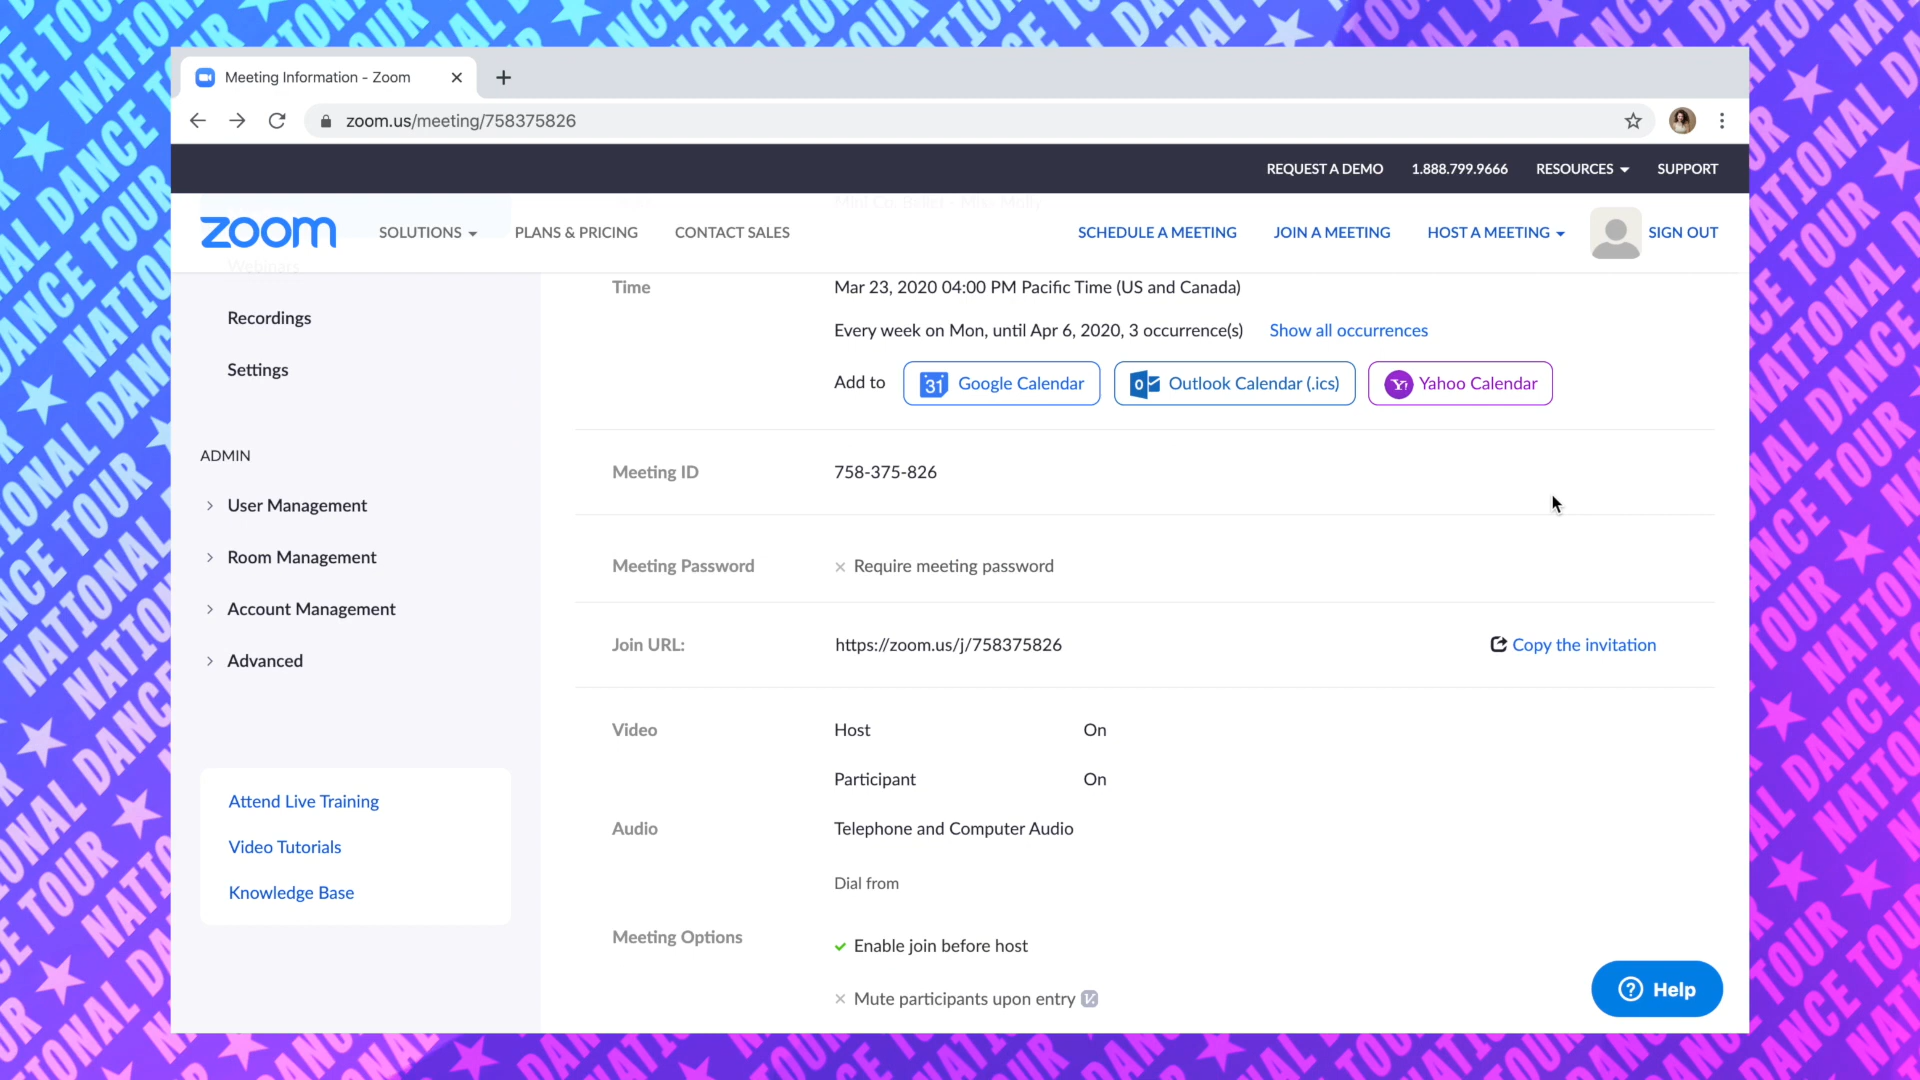 Meeting Information - Zoom
zoom.us/meeting/758375826
REQUEST A DEMO 1.888.799.9666 RESOURCES SUPPORT
zoom SOLUTIONS PLANS & PRICING CONTACT SALES SCHEDULE A MEETING JOIN A MEETING HOST A MEETING SIGN OUT
Webinars
Recordings
Settings
ADMIN
User Management
Room Management
Account Management
Advanced
Attend Live Training
Video Tutorials
Knowledge Base
Time Mar 23, 2020 04:00 PM Pacific Time (US and Canada)
Every week on Mon, until Apr 6, 2020, 3 occurrence(s) Show all occurrences
Add to 31 Google Calendar Outlook Calendar (.ics) Yahoo Calendar
Meeting ID 758-375-826
Meeting Password × Require meeting password
Join URL: https://zoom.us/j/758375826 Copy the invitation
Video Host On
Participant On
Audio Telephone and Computer Audio
Dial from
Meeting Options Enable join before host
× Mute participants upon entry
Help
NATIONAL DANCE TOUR